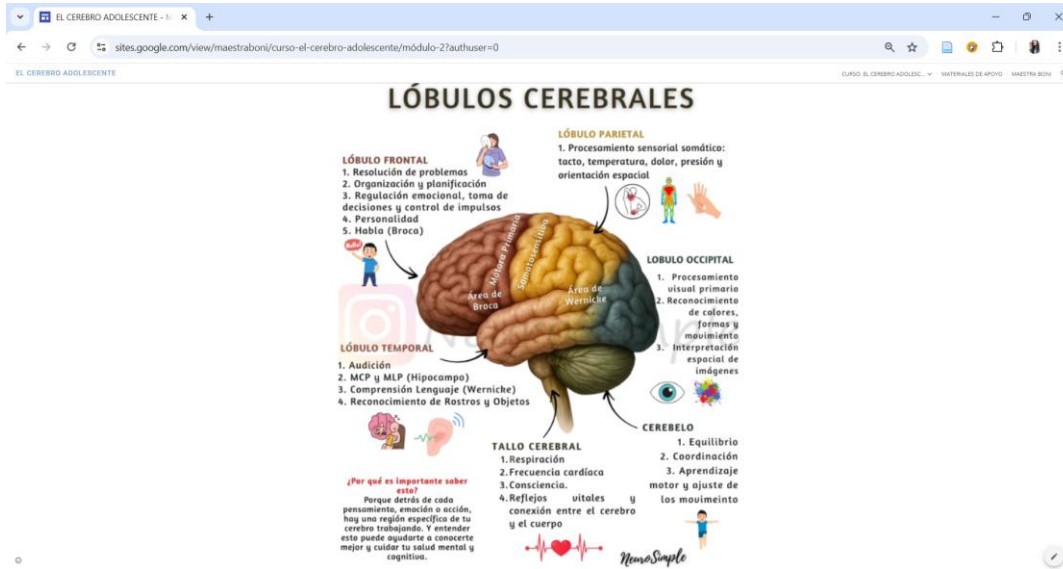 EL CEREBRO ADOLESCENTE - M
sites.google.com/view/maestraboni/curso-el-cerebro-adolescente/módulo-2?authuser=0
EL CEREBRO ADOLESCENTE
CURSO: EL CEREBRO ADOLESC...
MATERIALES DE APOYO
MAESTRA BONI
LÓBULOS CEREBRALES
LÓBULO FRONTAL
1. Resolución de problemas
2. Organización y planificación
3. Regulación emocional, toma de
decisiones y control de impulsos
4. Personalidad
5. Habla (Broca)
LÓBULO PARIETAL
1. Procesamiento sensorial somático:
tacto, temperatura, dolor, presión y
orientación espacial
Motora Primaria
Somatosensitiva
Área de
Broca
Área de
Wernicke
LOBULO OCCIPITAL
1. Procesamiento
visual primario
2. Reconocimiento
de colores,
formas y
movimiento
3. Interpretación
espacial de
imágenes
LÓBULO TEMPORAL
1. Audición
2. MCP y MLP (Hipocampo)
3. Comprensión Lenguaje (Wernicke)
4. Reconocimiento de Rostros y Objetos
TALLO CEREBRAL
1. Respiración
2. Frecuencia cardíaca
3. Consciencia.
4. Reflejos vitales y
conexión entre el cerebro
y el cuerpo
CEREBELO
1. Equilibrio
2. Coordinación
3. Aprendizaje
motor y ajuste de
los movimeinto
¿Por qué es importante saber
esto?
Porque detrás de cada
pensamiento, emoción o acción,
hay una región específica de tu
cerebro trabajando. Y entender
esto puede ayudarte a conocerte
mejor y cuidar tu salud mental y
cognitiva.
NeuroSimple